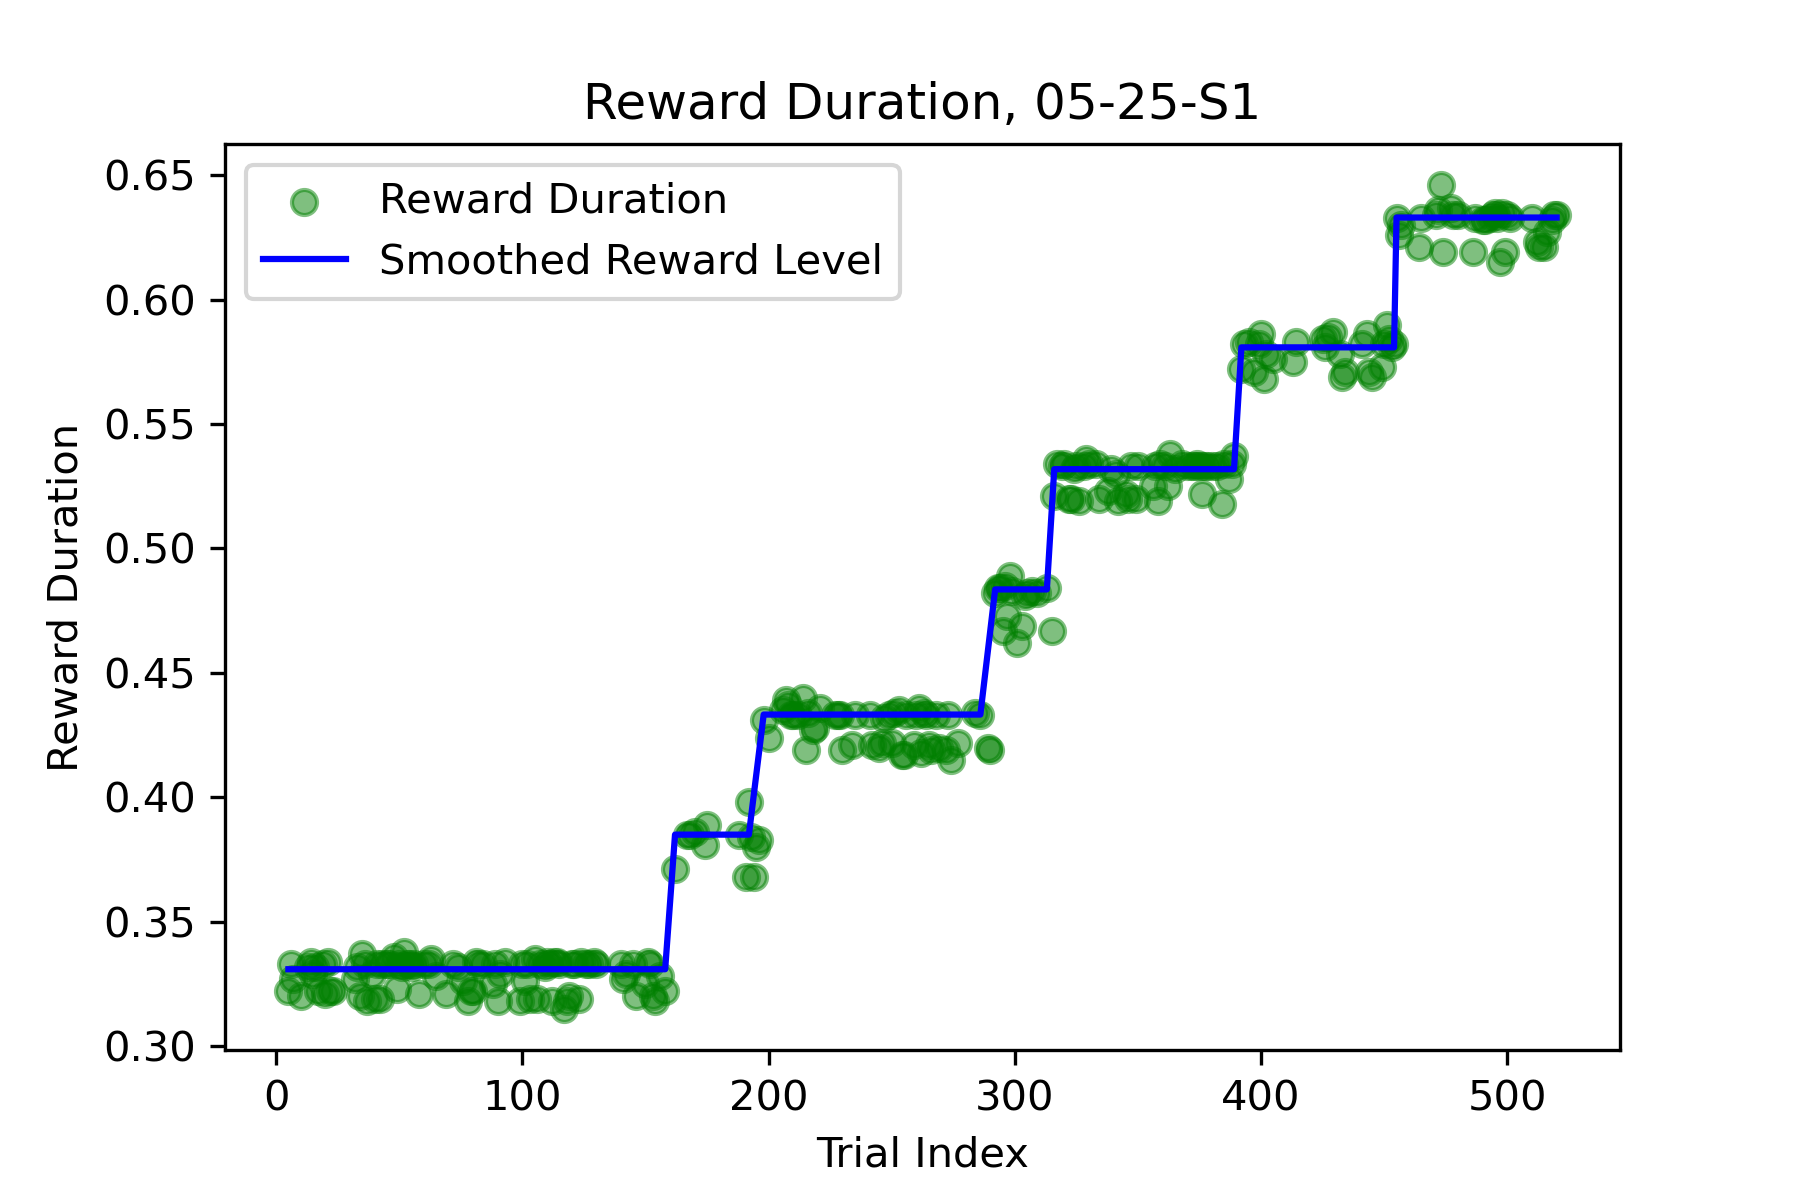 Reward Duration, 05-25-S1
Reward Duration
Smoothed Reward Level
0.65
0.60
0.55
0.50
0.45
0.40
0.35
0.30
Reward Duration
0 100 200 300 400 500
Trial Index